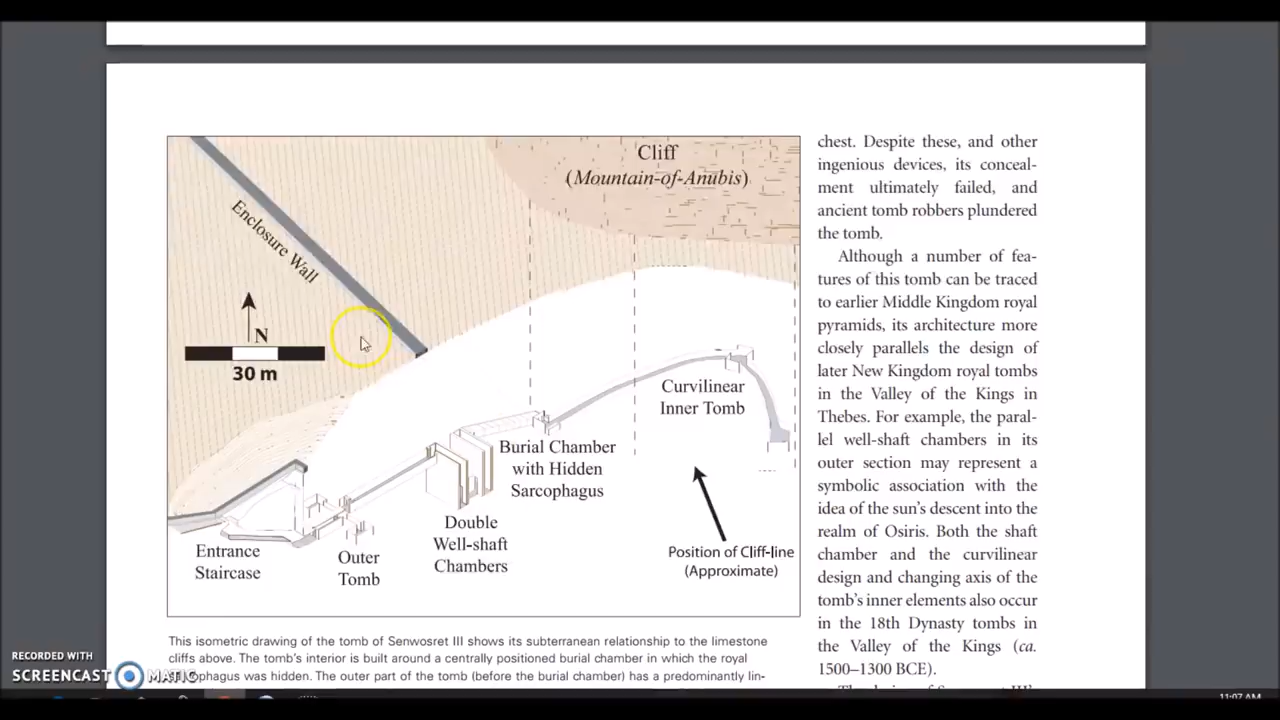 Cliff
(Mountain-of-Anubis)
Enclosure Wall
N
30 m
Curvilinear
Inner Tomb
Burial Chamber
with Hidden
Sarcophagus
Double
Well-shaft
Chambers
Entrance
Staircase
Outer
Tomb
Position of Cliff-line
(Approximate)
This isometric drawing of the tomb of Senwosret III shows its subterranean relationship to the limestone
cliffs above. The tomb's interior is built around a centrally positioned burial chamber in which the royal
was hidden. The outer part of the tomb (before the burial chamber) has a predominantly lin-
chest. Despite these, and other
ingenious devices, its conceal-
ment ultimately failed, and
ancient tomb robbers plundered
the tomb.
Although a number of fea-
tures of this tomb can be traced
to earlier Middle Kingdom royal
pyramids, its architecture more
closely parallels the design of
later New Kingdom royal tombs
in the Valley of the Kings in
Thebes. For example, the paral-
lel well-shaft chambers in its
outer section may represent a
symbolic association with the
idea of the sun's descent into the
realm of Osiris. Both the shaft
chamber and the curvilinear
design and changing axis of the
tomb's inner elements also occur
in the 18th Dynasty tombs in
the Valley of the Kings (ca.
1500–1300 BCE).
RECORDED WITH
SCREENCAST MATIC